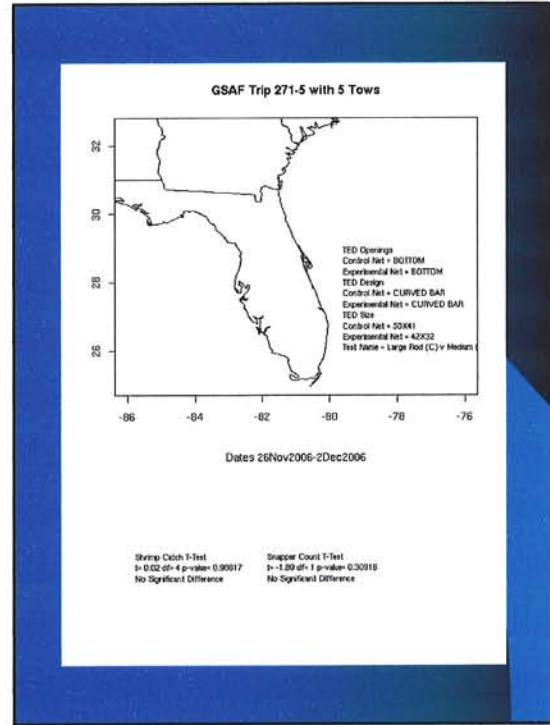 GSAF Trip 271-5 with 5 Tows
32
30
28
26
TED Openings
Control Net = BOTTOM
Experimental Net = BOTTOM
TED Design
Control Net = CURVED BAR
Experimental Net = CURVED BAR
TED Size
Control Net = 50X41
Experimental Net = 42X32
Test Name = Large Rod (C) v Medium (
-86 -84 -82 -80 -78 -76
Dates 26Nov2006-2Dec2006
Shrimp Catch T-Test
t= 0.02 df= 4 p-value=
No Significant Difference
Snapper Count T-Test
t= -1.89 df= 1 p-value= 0.30918
No Significant Difference